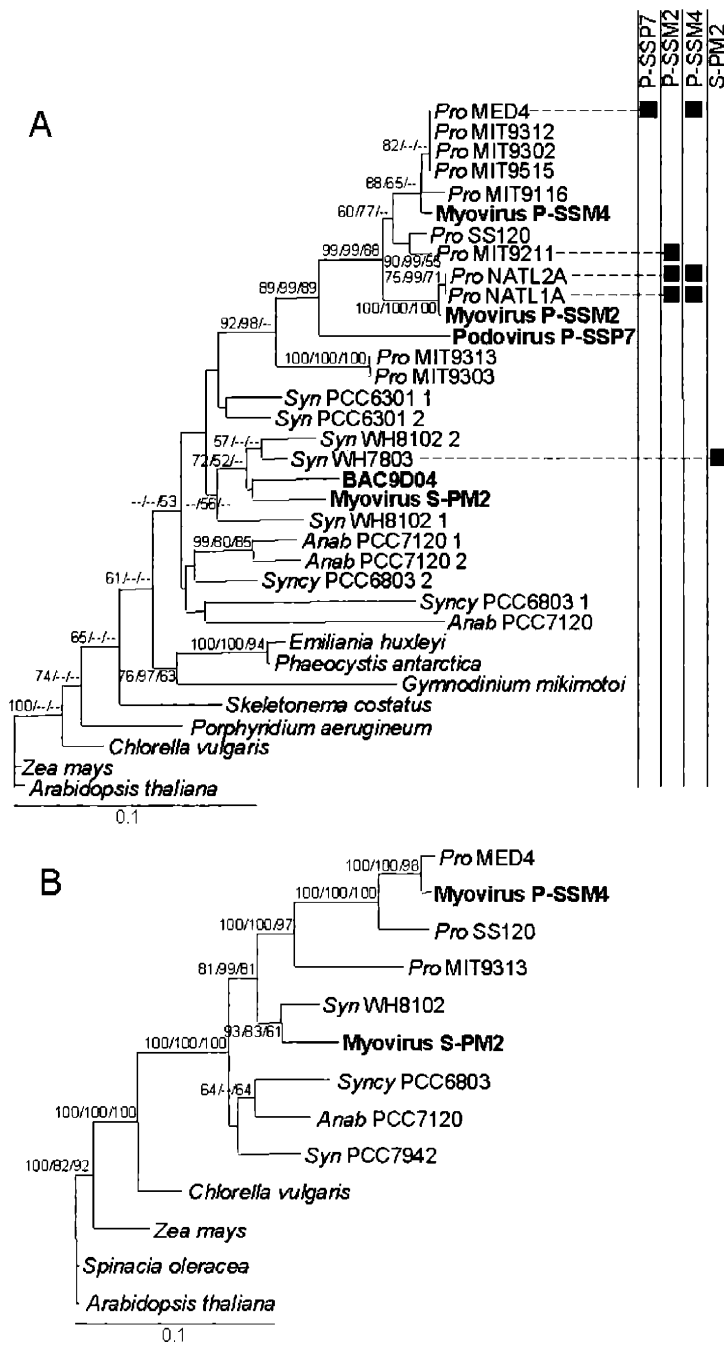 P-SSP7
P-SSM2
P-SSM4
S-PM2
A
Pro MED4
Pro MIT9312
82/--/--
Pro MIT9302
Pro MIT9515
88/65/--
Pro MIT9116
60/77/--
Myovirus P-SSM4
Pro SS120
99/99/68
Pro MIT9211
90/99/55
75/99/71
Pro NATL2A
89/99/89
Pro NATL1A
100/100/100
Myovirus P-SSM2
92/98/--
Podovirus P-SSP7
100/100/100
Pro MIT9313
Pro MIT9303
Syn PCC6301 1
Syn PCC6301 2
57/--/--
Syn WH8102 2
72/52/--
Syn WH7803
BAC9D04
--/--/53
--/56/--
Myovirus S-PM2
Syn WH8102 1
99/80/85
Anab PCC7120 1
Anab PCC7120 2
61/--/--
Syncy PCC6803 2
Syncy PCC6803 1
Anab PCC7120
65/--/--
100/100/94
Emiliania huxleyi
Phaeocystis antarctica
74/--/--
76/97/63
Gymnodinium mikimotoi
100/--/--
Skeletonema costatus
Porphyridium aerugineum
Chlorella vulgaris
Zea mays
Arabidopsis thaliana
0.1
B
100/100/98
Pro MED4
100/100/100
Myovirus P-SSM4
100/100/97
Pro SS120
81/99/81
Pro MIT9313
Syn WH8102
93/83/61
100/100/100
Myovirus S-PM2
64/--/64
Syncy PCC6803
100/100/100
Anab PCC7120
Syn PCC7942
100/82/92
Chlorella vulgaris
Zea mays
Spinacia oleracea
Arabidopsis thaliana
0.1